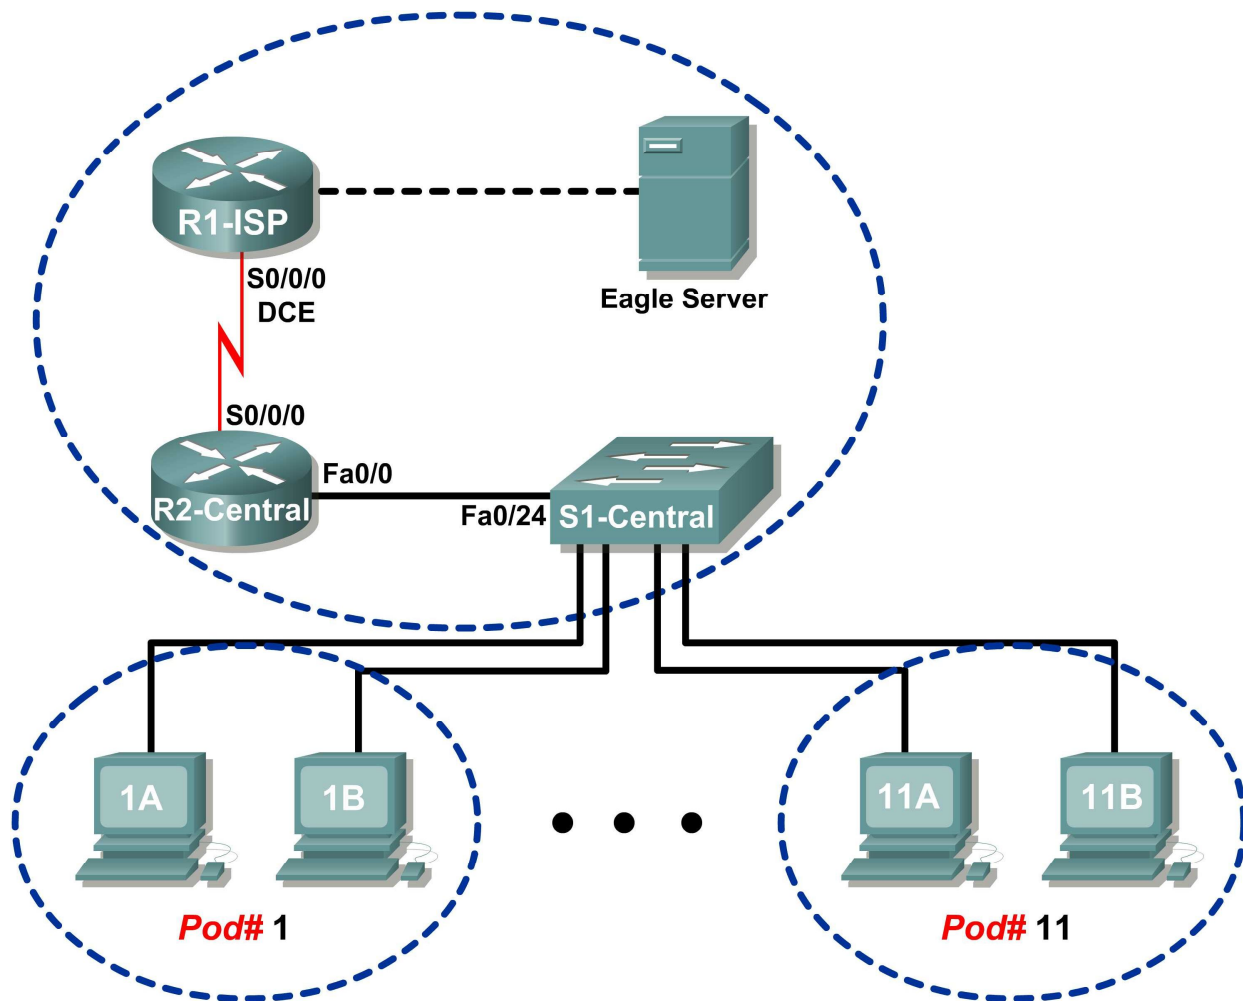 R1-ISP
S0/0/0
DCE
Eagle Server
S0/0/0
R2-Central
Fa0/0
Fa0/24
S1-Central
1A
1B
11A
11B
Pod# 1
Pod# 11